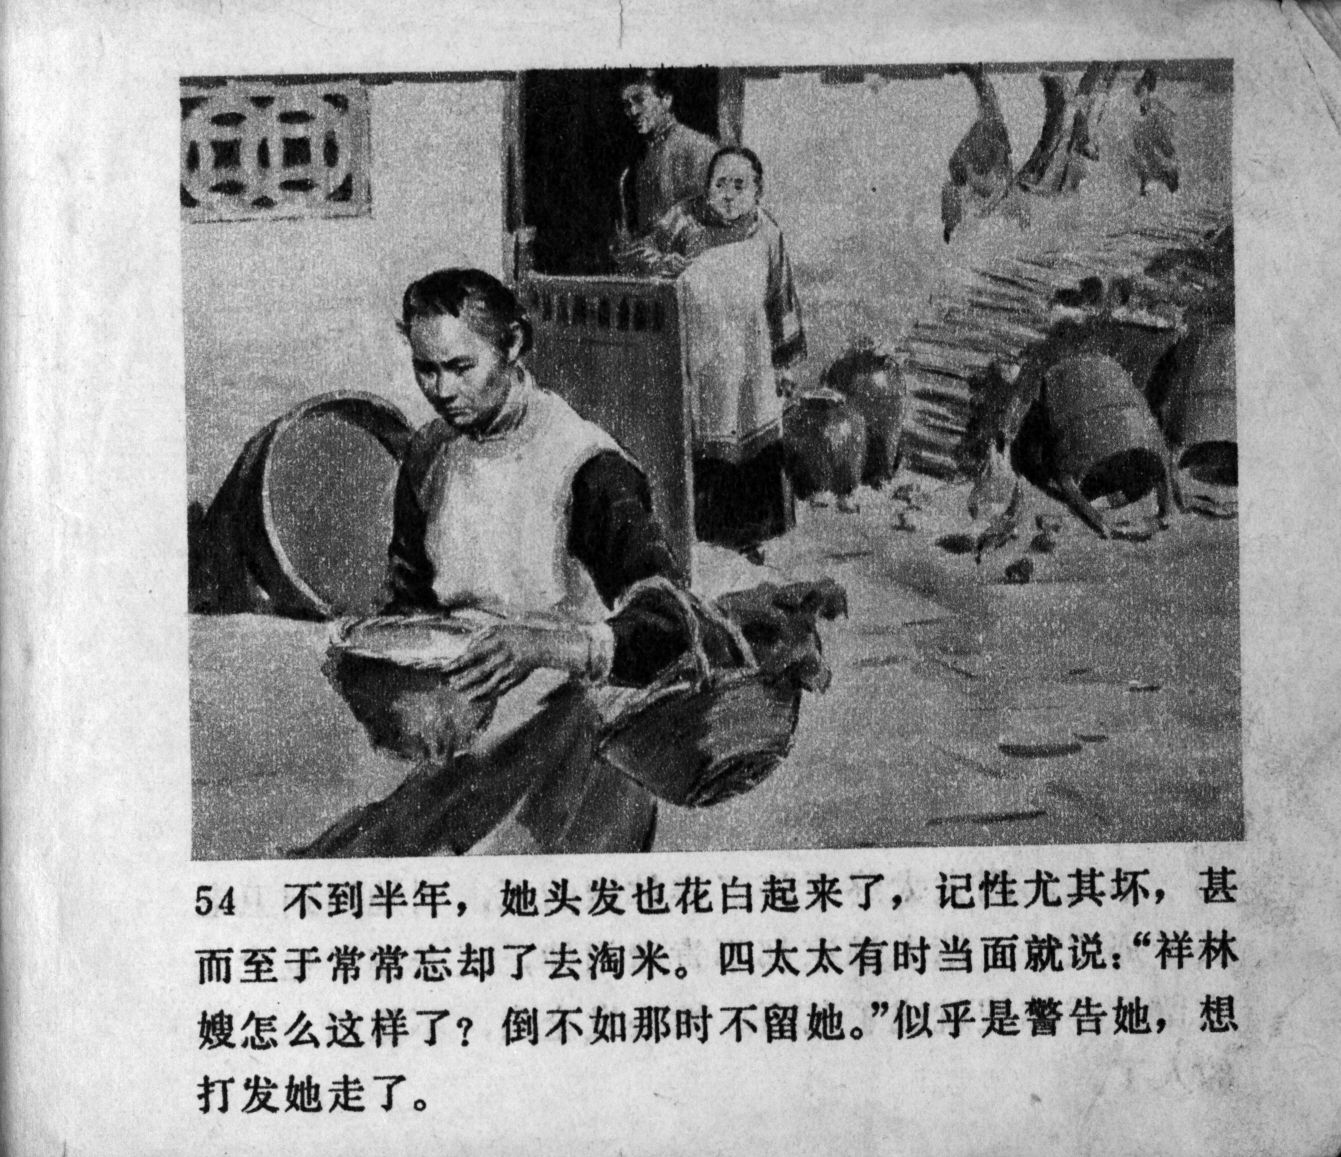 54 不到半年，她头发也花白起来了，记性尤其坏，甚
而至于常常忘却了去淘米。四太太有时当面就说：“祥林
嫂怎么这样了？倒不如那时不留她。”似乎是警告她，想
打发她走了。